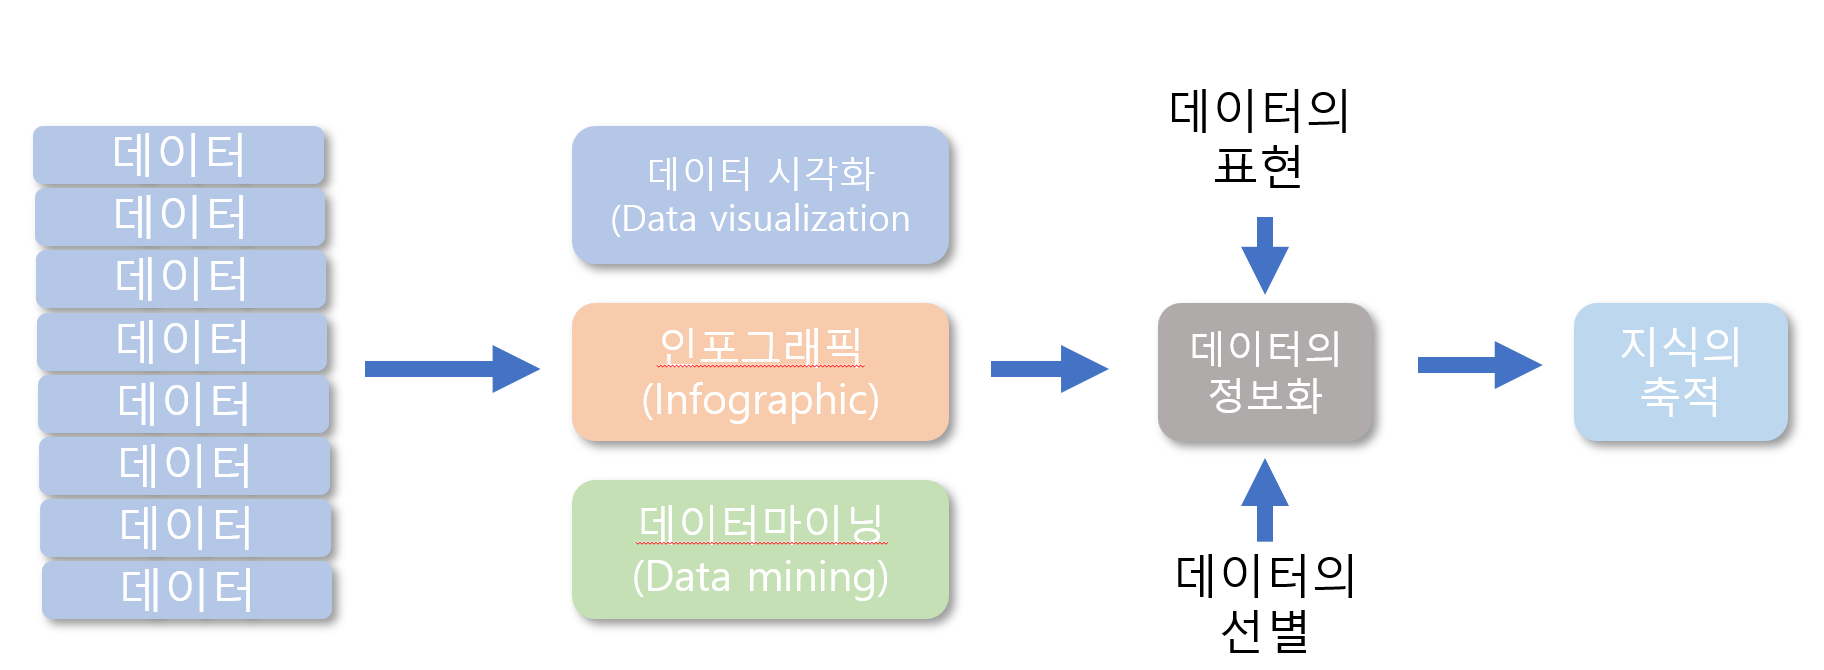 데이터
데이터
데이터
데이터
데이터
데이터
데이터
데이터
데이터 시각화
(Data visualization
인포그래픽
(Infographic)
데이터마이닝
(Data mining)
데이터의
표현
데이터의
정보화
데이터의
선별
지식의
축적